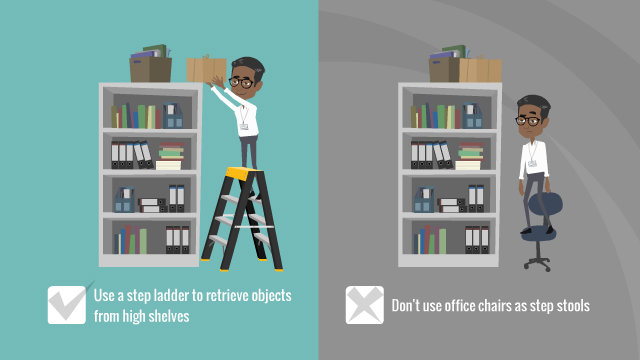 Use a step ladder to retrieve objects
from high shelves
Don't use office chairs as step stools